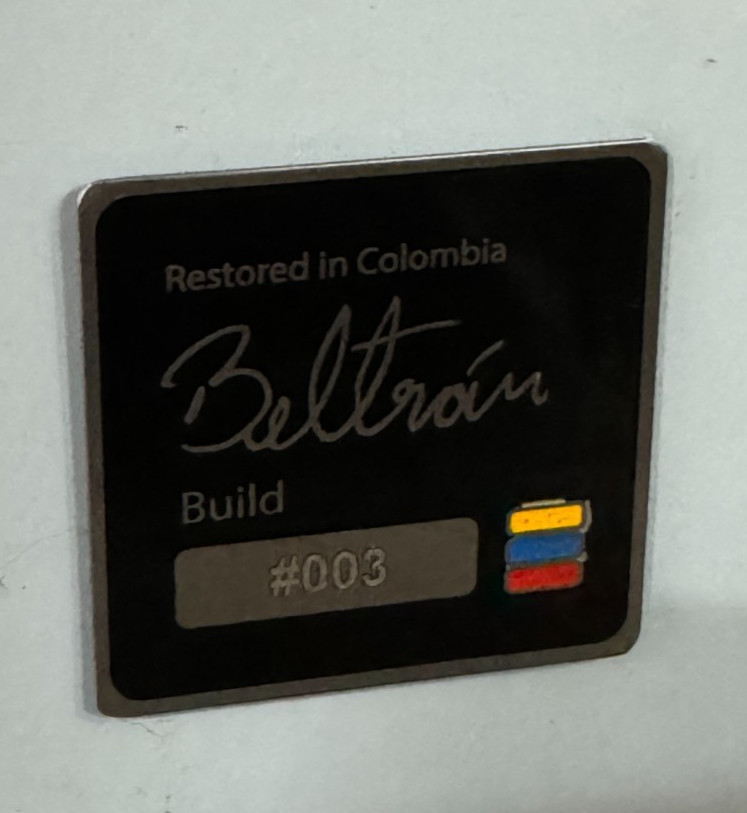 Restored in Colombia
Beltrán
Build
#003